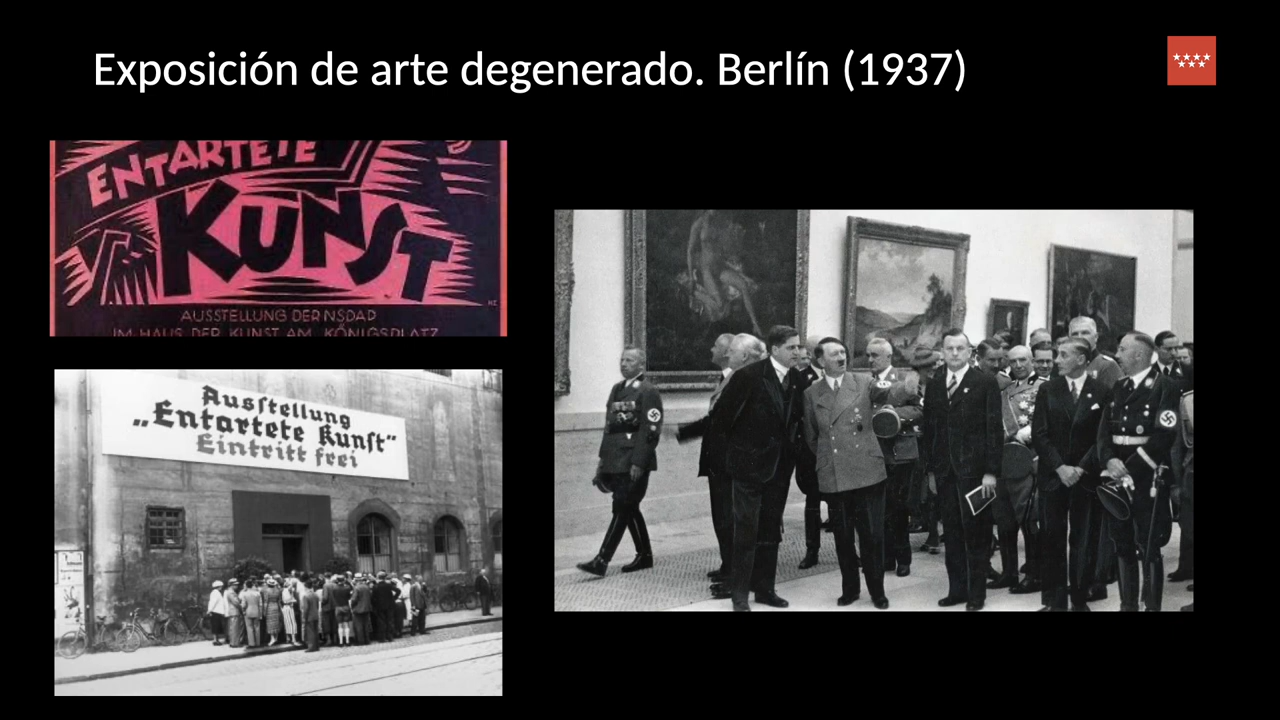 Exposición de arte degenerado. Berlín (1937)
ENTARTETE
KUNST
AUSSTELLUNG DER NSDAP
IM HAUS DER KUNST AM KÖNIGSPLATZ
Ausstellung
„Entartete Kunst“
Eintritt frei